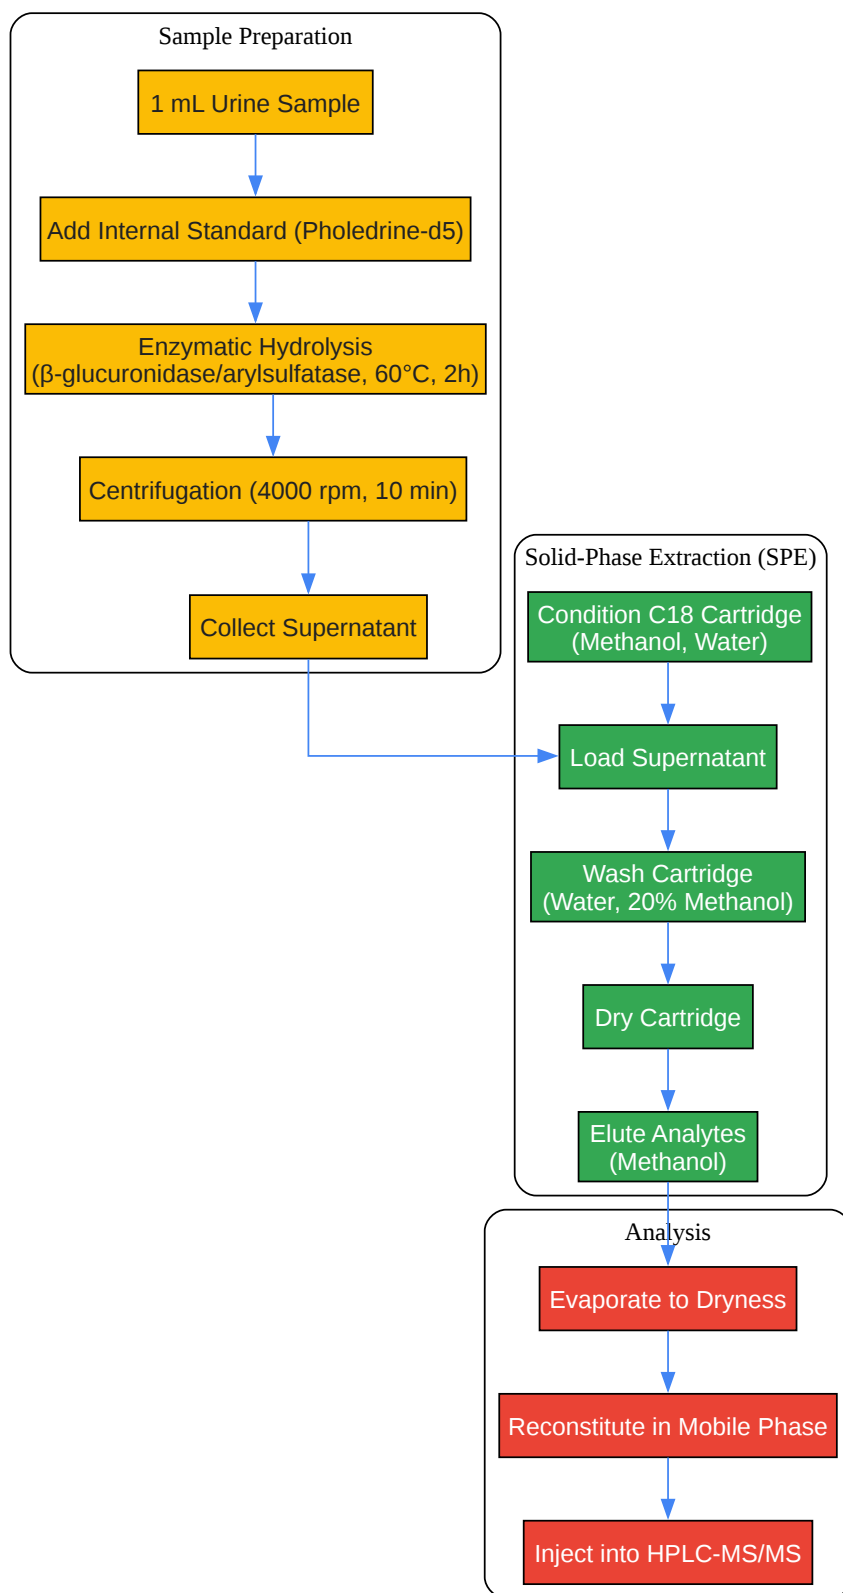 Sample Preparation
1 mL Urine Sample
Add Internal Standard (Pholedrine-d5)
Enzymatic Hydrolysis
(β-glucuronidase/arylsulfatase, 60°C, 2h)
Centrifugation (4000 rpm, 10 min)
Collect Supernatant
Solid-Phase Extraction (SPE)
Condition C18 Cartridge
(Methanol, Water)
Load Supernatant
Wash Cartridge
(Water, 20% Methanol)
Dry Cartridge
Elute Analytes
(Methanol)
Analysis
Evaporate to Dryness
Reconstitute in Mobile Phase
Inject into HPLC-MS/MS